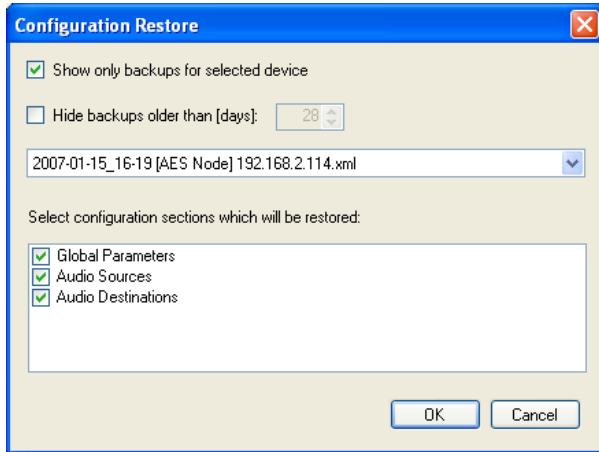 Configuration Restore
Show only backups for selected device
Hide backups older than [days]: 28
2007-01-15_16-19 [AES Node] 192.168.2.114.xml
Select configuration sections which will be restored:
Global Parameters
Audio Sources
Audio Destinations
OK Cancel